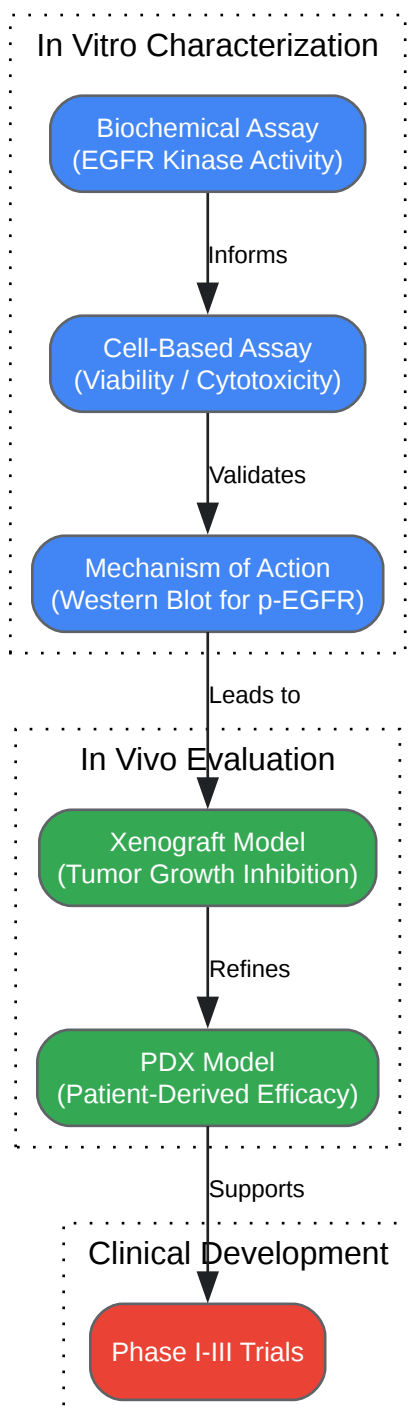 In Vitro Characterization
Biochemical Assay
(EGFR Kinase Activity)
Informs
Cell-Based Assay
(Viability / Cytotoxicity)
Validates
Mechanism of Action
(Western Blot for p-EGFR)
Leads to
In Vivo Evaluation
Xenograft Model
(Tumor Growth Inhibition)
Refines
PDX Model
(Patient-Derived Efficacy)
Supports
Clinical Development
Phase I-III Trials